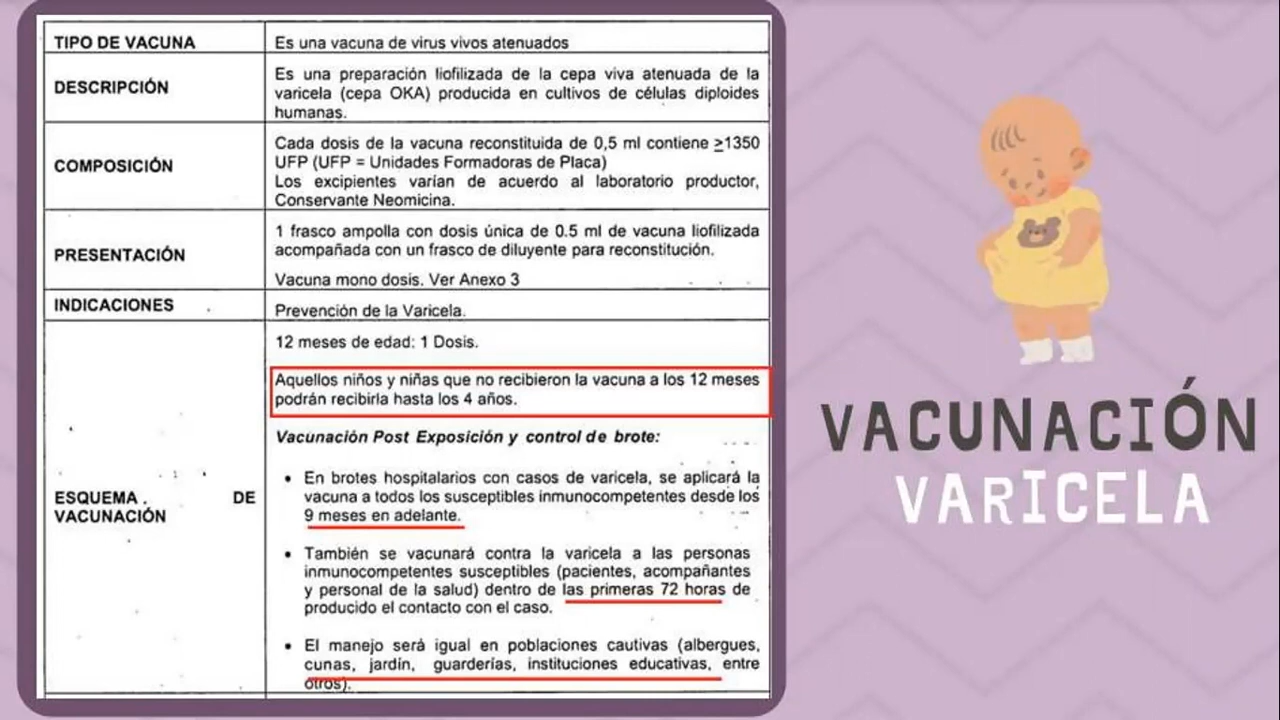 TIPO DE VACUNA
Es una vacuna de virus vivos atenuados
DESCRIPCIÓN
Es una preparación liofilizada de la cepa viva atenuada de la
varicela (cepa OKA) producida en cultivos de células diploides
humanas.
COMPOSICIÓN
Cada dosis de la vacuna reconstituida de 0,5 ml contiene ≥1350
UFP (UFP = Unidades Formadoras de Placa)
Los excipientes varían de acuerdo al laboratorio productor,
Conservante Neomicina.
PRESENTACIÓN
1 frasco ampolla con dosis única de 0.5 ml de vacuna liofilizada
acompañada con un frasco de diluyente para reconstitución.
Vacuna mono dosis. Ver Anexo 3
INDICACIONES
Prevención de la Varicela.
ESQUEMA DE
VACUNACIÓN
12 meses de edad: 1 Dosis.
Aquellos niños y niñas que no recibieron la vacuna a los 12 meses
podrán recibirla hasta los 4 años.
Vacunación Post Exposición y control de brote:
• En brotes hospitalarios con casos de varicela, se aplicará la
vacuna a todos los susceptibles inmunocompetentes desde los
9 meses en adelante.
• También se vacunará contra la varicela a las personas
inmunocompetentes susceptibles (pacientes, acompañantes
y personal de la salud) dentro de las primeras 72 horas de
producido el contacto con el caso.
• El manejo será igual en poblaciones cautivas (albergues,
cunas, jardín, guarderías, instituciones educativas, entre
otros).
VACUNACIÓN
VARICELA